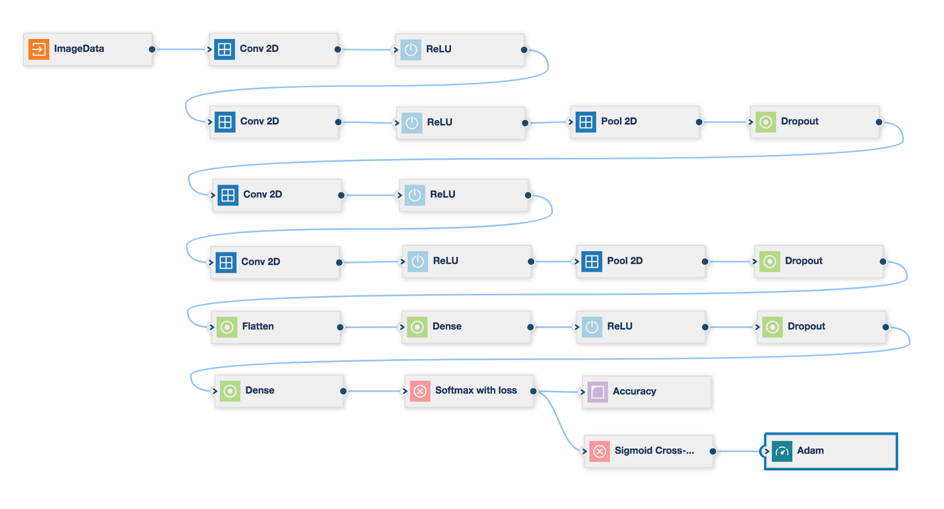 ImageData
Conv 2D
ReLU
Conv 2D
ReLU
Pool 2D
Dropout
Conv 2D
ReLU
Conv 2D
ReLU
Pool 2D
Dropout
Flatten
Dense
ReLU
Dropout
Dense
Softmax with loss
Accuracy
Sigmoid Cross-...
Adam